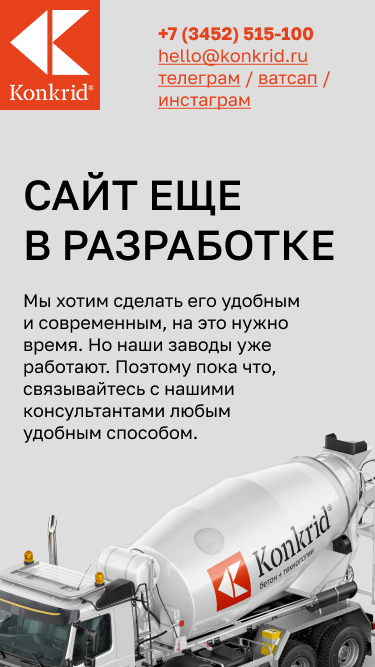 Konkrid®
+7 (3452) 515-100
hello@konkrid.ru
телеграм / ватсап /
инстаграм
САЙТ ЕЩЕ
В РАЗРАБОТКЕ
Мы хотим сделать его удобным
и современным, на это нужно
время. Но наши заводы уже
работают. Поэтому пока что,
связывайтесь с нашими
консультантами любым
удобным способом.
Konkrid®
бетон + технологии